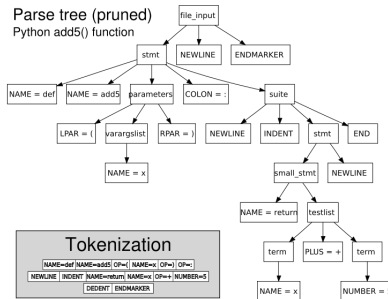 Parse tree (pruned)
Python add5() function
file_input
stmt
NEWLINE
ENDMARKER
NAME = def
NAME = add5
parameters
COLON = :
suite
LPAR = (
varargslist
RPAR = )
NEWLINE
INDENT
stmt
END
NAME = x
small_stmt
NEWLINE
NAME = return
testlist
term
PLUS = +
term
NAME = x
NUMBER =
Tokenization
NAME=def NAME=add5 OP=( NAME=x OP=) OP=:
NEWLINE INDENT NAME=return NAME=x OP=+ NUMBER=5
DEDENT ENDMARKER